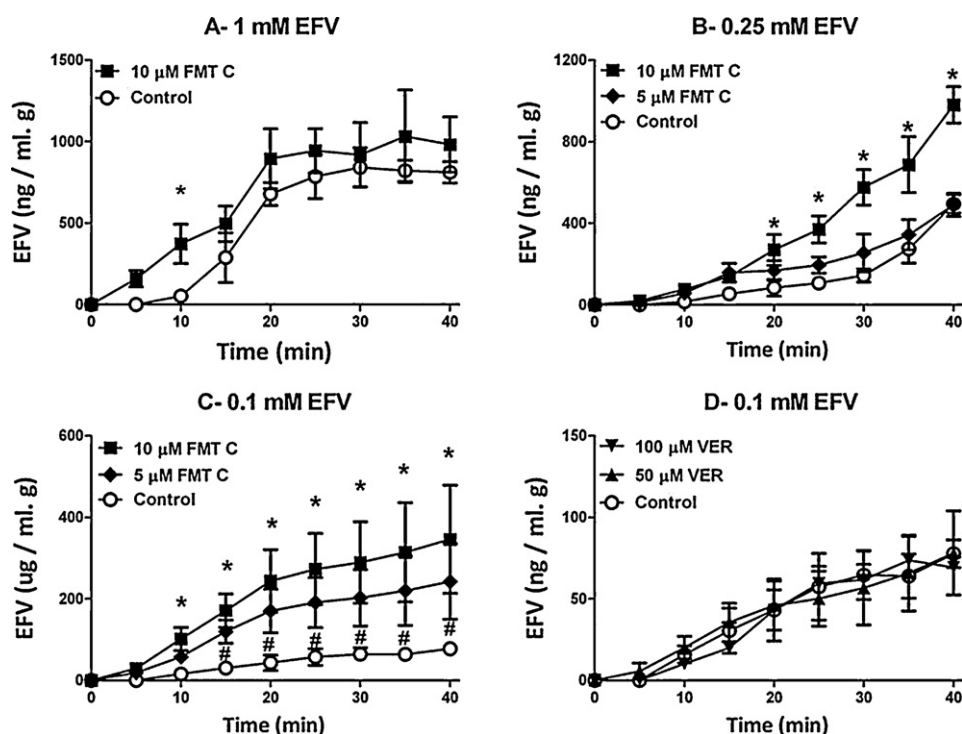 A- 1 mM EFV
10 µM FMT C
Control
EFV (ng / ml. g)
1500
1000
500
0
0 10 20 30 40
Time (min)
*
B- 0.25 mM EFV
10 µM FMT C
5 µM FMT C
Control
EFV (ng / ml. g)
1200
800
400
0
0 10 20 30 40
Time (min)
* * * * *
C- 0.1 mM EFV
10 µM FMT C
5 µM FMT C
Control
EFV (ug / ml. g)
600
400
200
0
0 10 20 30 40
Time (min)
* * * * * * *
# # # # # #
D- 0.1 mM EFV
100 µM VER
50 µM VER
Control
EFV (ng / ml. g)
150
100
50
0
0 10 20 30 40
Time (min)